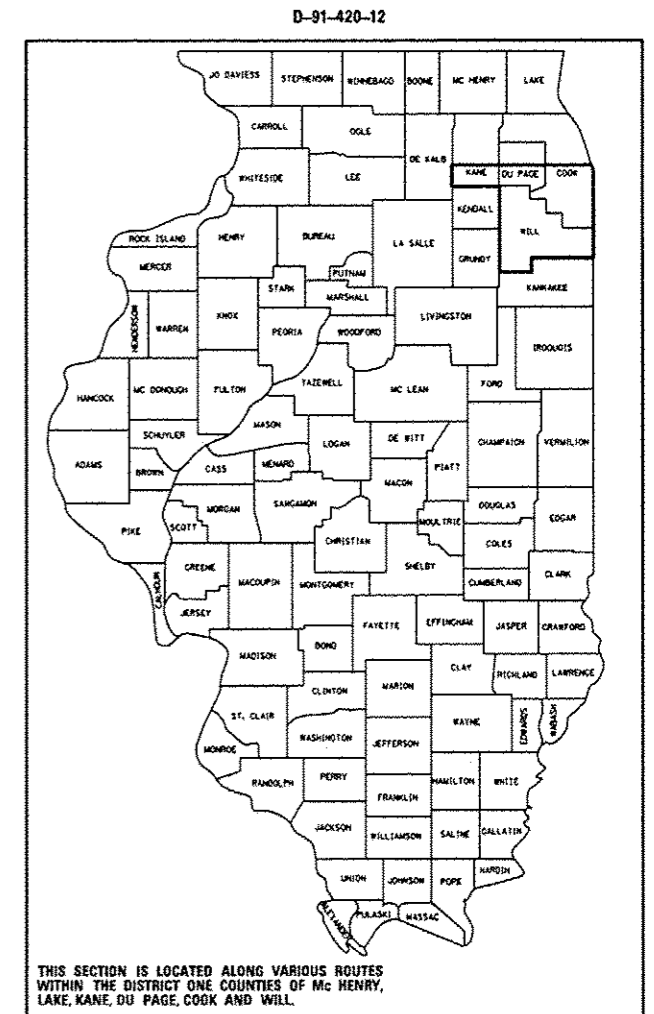 D-91-420-12
JO DAVIESS STEPHENSON WINNEBAGO BOONE MC HENRY LAKE
CARROLL OGLE
DE KALB KANE DU PAGE COOK
WHITESIDE LEE
KENDALL
ROCK ISLAND HENRY BUREAU LA SALLE WILL
MERCER PUTNAM GRUNDY
STARK MARSHALL KANKAKEE
HENDERSON WARREN KNOX PEORIA WOODFORD LIVINGSTON
IROQUOIS
HANCOCK MC DONOUGH FULTON TAZEWELL MC LEAN FORD
MASON
SCHUYLER LOGAN DE WITT CHAMPAIGN VERMILION
ADAMS BROWN CASS MENARD PIATT
MACON
MORGAN SANGAMON DOUGLAS EDGAR
PIKE SCOTT CHRISTIAN MOULTRIE
COLES
SHELBY
GREENE MACOUPIN MONTGOMERY CUMBERLAND CLARK
CALHOUN
JERSEY FAYETTE EFFINGHAM JASPER CRAWFORD
MADISON BOND
CLAY RICHLAND LAWRENCE
CLINTON MARION
ST. CLAIR WAYNE EDWARDS WABASH
MONROE WASHINGTON JEFFERSON
RANDOLPH PERRY HAMILTON WHITE
FRANKLIN
JACKSON WILLIAMSON SALINE GALLATIN
UNION JOHNSON POPE HARDIN
ALEXANDER PULASKI MASSAC
THIS SECTION IS LOCATED ALONG VARIOUS ROUTES
WITHIN THE DISTRICT ONE COUNTIES OF Mc HENRY,
LAKE, KANE, DU PAGE, COOK AND WILL.